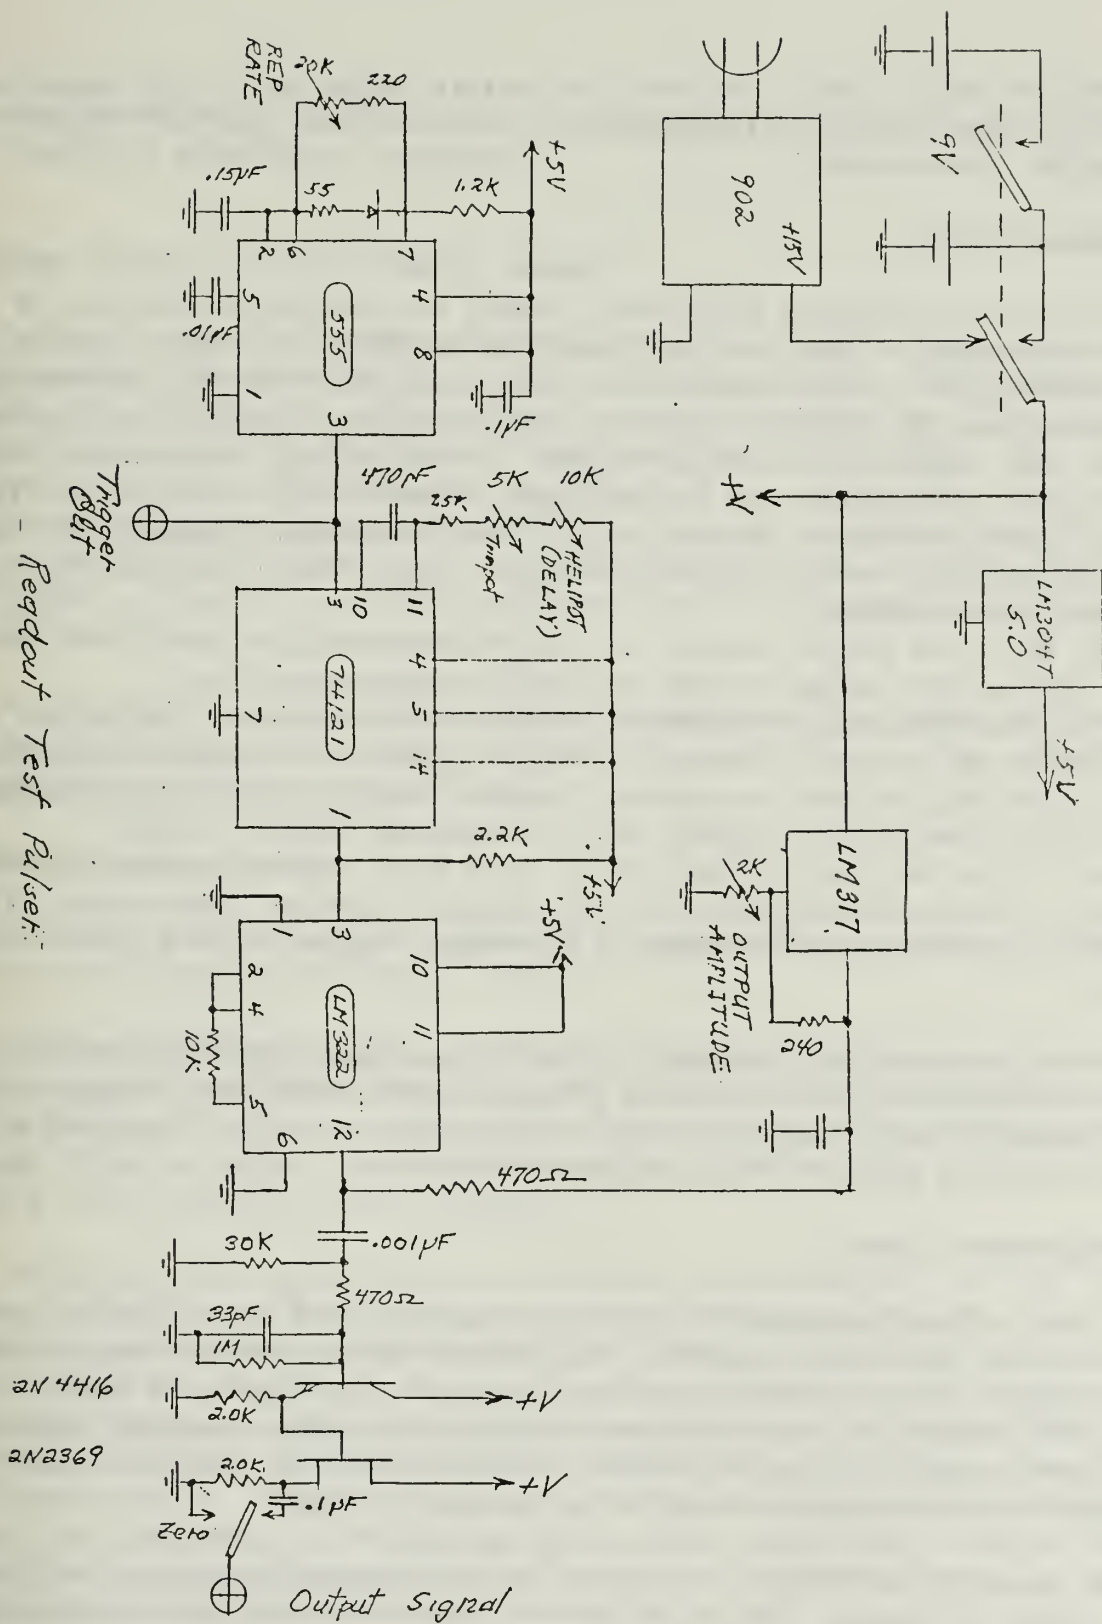 9V
902
+15V
+V
LM304T
5.0
+5V
LM317
2K
OUTPUT
AMPLITUDE
240
470Ω
REP
RATE
20K
220
.15µF
55
1.2K
+5V
2
6
7
5
555
4
8
.01µF
1
3
.1µF
Trigger
Out
470pF
5K
Trimpot
10K
HELIPOT
(DELAY)
3
10
11
4
5
14
7
74121
1
2.2K
+5V
+5V
1
3
10
2
4
LM322
11
10K
5
6
12
.001µF
30K
470Ω
33pF
1M
2N4416
2.0K
+V
2N2369
2.0K
+V
.1µF
Zero
Output Signal
- Readout Test Pulser -